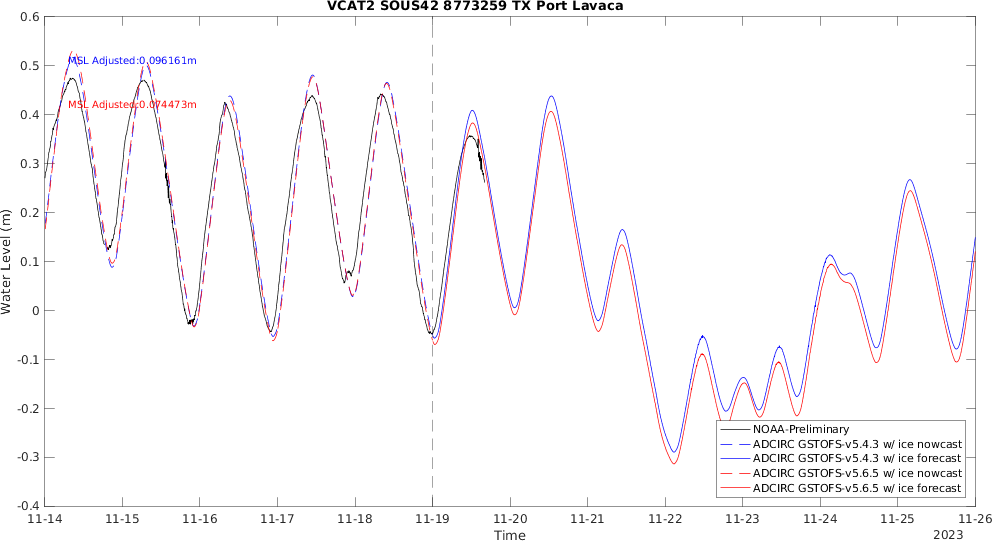 VCAT2 SOUS42 8773259 TX Port Lavaca
0.6
0.5
0.4
0.3
0.2
0.1
0
-0.1
-0.2
-0.3
-0.4
Water Level (m)
MSL Adjusted:0.096161m
MSL Adjusted:0.074473m
NOAA-Preliminary
ADCIRC GSTOFS-v5.4.3 w/ ice nowcast
ADCIRC GSTOFS-v5.4.3 w/ ice forecast
ADCIRC GSTOFS-v5.6.5 w/ ice nowcast
ADCIRC GSTOFS-v5.6.5 w/ ice forecast
11-14 11-15 11-16 11-17 11-18 11-19 11-20 11-21 11-22 11-23 11-24 11-25 11-26
Time
2023